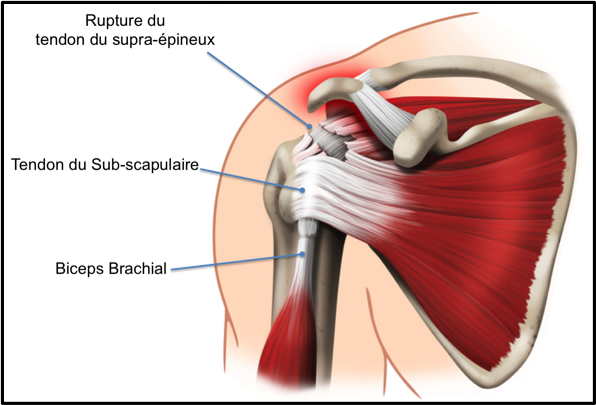 Rupture du
tendon du supra-épineux
Tendon du Sub-scapulaire
Biceps Brachial